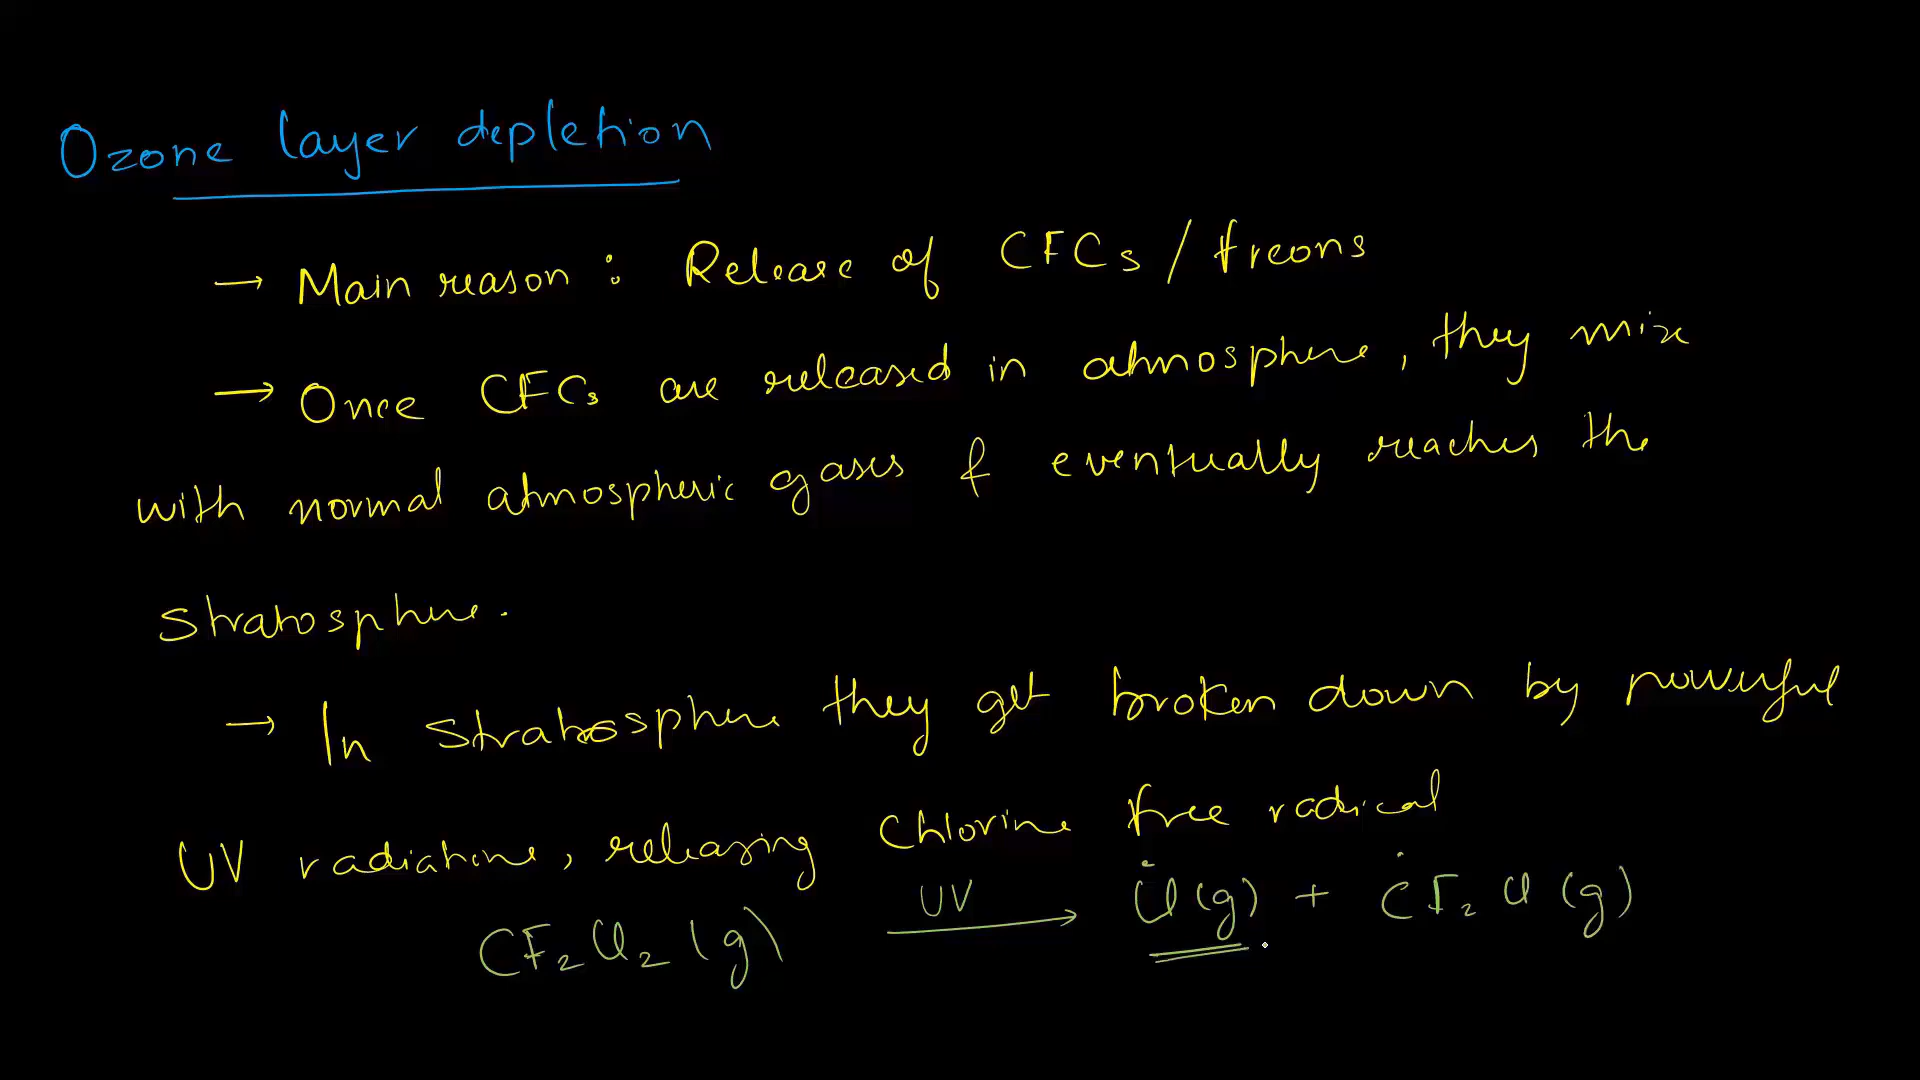 Ozone layer depletion
→ Main reason : Release of CFCs / freons
→ Once CFCs are released in atmosphere, they mix
with normal atmospheric gases & eventually reaches the
stratosphere.
→ In stratosphere they get broken down by powerful
UV radiations, releasing chlorine free radical
CF₂Cl₂ (g) —UV→ Ċl (g) + ĊF₂Cl (g)